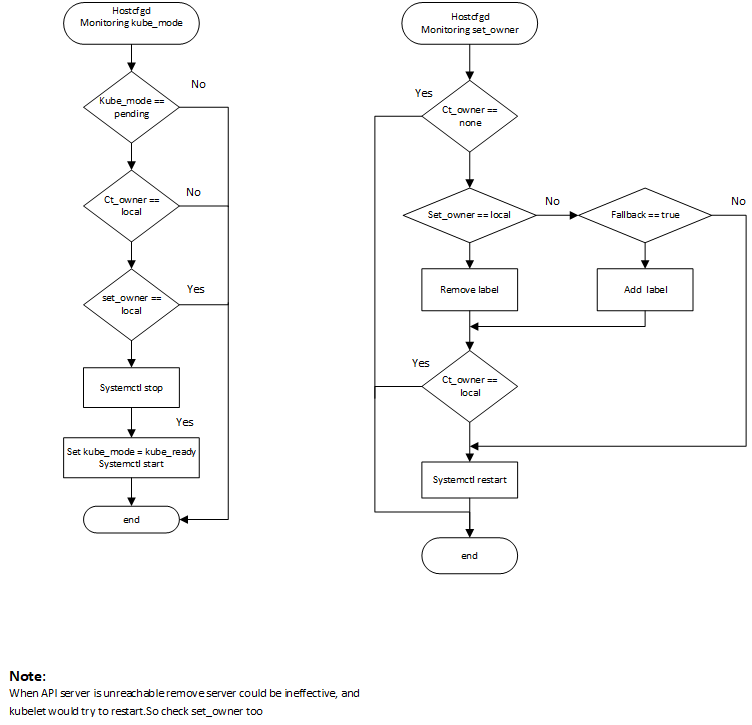 Hostcfgd
Monitoring kube_mode
No
Kube_mode ==
pending
No
Ct_owner ==
local
Yes
set_owner ==
local
Systemctl stop
Yes
Set kube_mode = kube_ready
Systemctl start
end
Hostcfgd
Monitoring set_owner
Yes
Ct_owner ==
none
Set_owner == local
No
Fallback == true
No
Remove label
Add label
Yes
Ct_owner ==
local
Systemctl restart
end
Note:
When API server is unreachable remove server could be ineffective, and
kubelet would try to restart.So check set_owner too